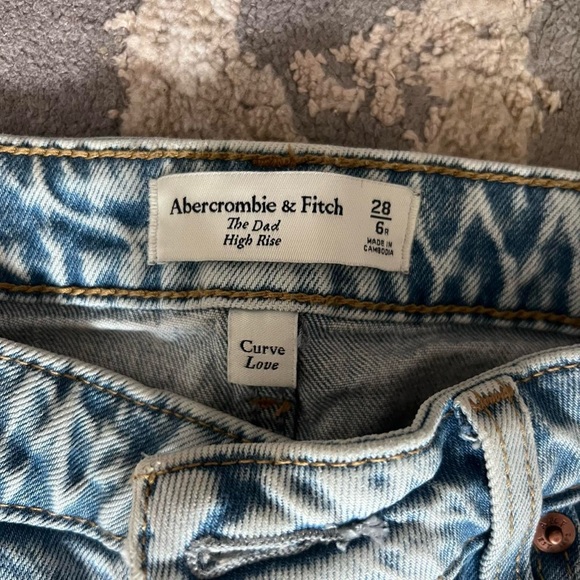 Abercrombie & Fitch
The Dad
High Rise
28
6R
MADE IN
CAMBODIA
Curve
Love